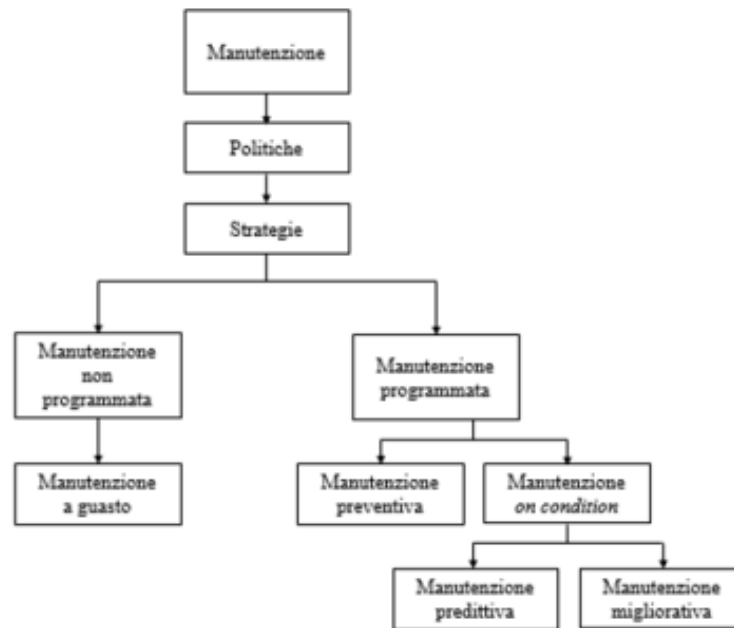 Manutenzione
Politiche
Strategie
Manutenzione
non
programmata
Manutenzione
programmata
Manutenzione
a guasto
Manutenzione
preventiva
Manutenzione
on condition
Manutenzione
predittiva
Manutenzione
migliorativa